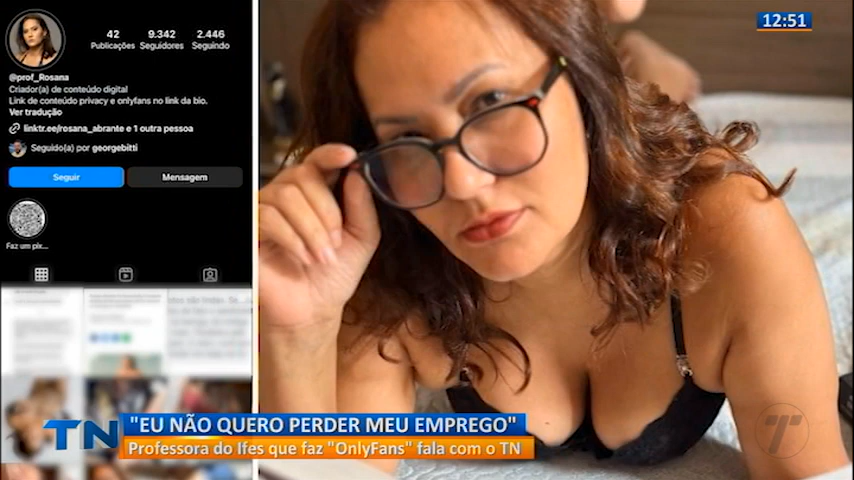 42
9.342
2.446
Publicações
Seguidores
Seguindo
@prof_Rosana
Criador(a) de conteúdo digital
Link de conteúdo privacy e onlyfans no link da bio.
Ver tradução
linktr.ee/rosana_abrante e 1 outra pessoa
Seguido(a) por georgebitti
Seguir
Mensagem
Faz um pix...
12:51
TN
"EU NÃO QUERO PERDER MEU EMPREGO"
Professora do Ifes que faz "OnlyFans" fala com o TN